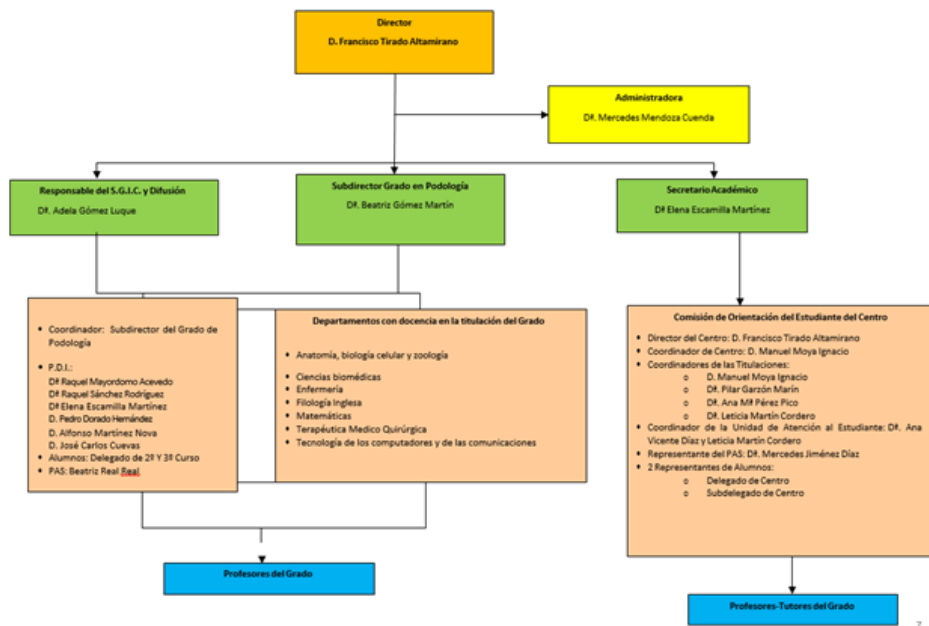 Director
D. Francisco Tirado Altamirano
Administradora
Dª. Mercedes Mendoza Cuenda
Responsable del S.G.I.C. y Difusión
Dª. Adela Gómez Luque
Subdirector Grado en Podología
Dª. Beatriz Gómez Martín
Secretario Académico
Dª Elena Escamilla Martínez
• Coordinador: Subdirector del Grado de
Podología
• P.D.I.:
Dª Raquel Mayordomo Acevedo
Dª Raquel Sánchez Rodríguez
Dª Elena Escamilla Martínez
D. Pedro Dorado Hernández
D. Alfonso Martínez Nova
D. José Carlos Cuevas
• Alumnos: Delegado de 2º Y 3º Curso
• PAS: Beatriz Real Real
Departamentos con docencia en la titulación del Grado
• Anatomía, biología celular y zoología
• Ciencias biomédicas
• Enfermería
• Filología Inglesa
• Matemáticas
• Terapéutica Medico Quirúrgica
• Tecnología de los computadores y de las comunicaciones
Comisión de Orientación del Estudiante del Centro
• Director del Centro: D. Francisco Tirado Altamirano
• Coordinador de Centro: D. Manuel Moya Ignacio
• Coordinadores de las Titulaciones:
o D. Manuel Moya Ignacio
o Dª. Pilar Garzón Marín
o Dª. Ana Mª Pérez Pico
o Dª. Leticia Martín Cordero
• Coordinador de la Unidad de Atención al Estudiante: Dª. Ana
Vicente Díaz y Leticia Martín Cordero
• Representante del PAS: Dª. Mercedes Jiménez Díaz
• 2 Representantes de Alumnos:
o Delegado de Centro
o Subdelegado de Centro
Profesores del Grado
Profesores-Tutores del Grado